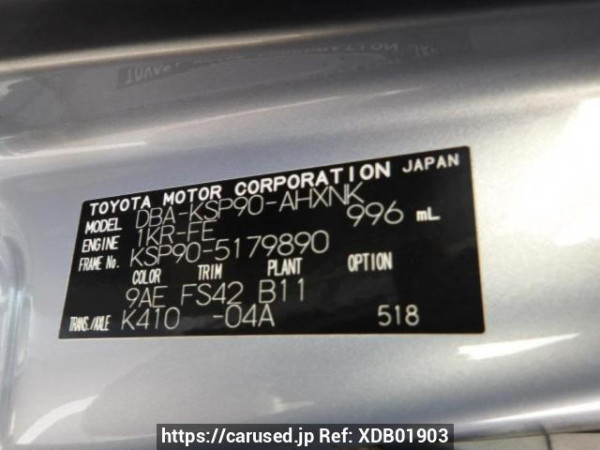 TOYOTA MOTOR CORPORATION JAPAN
MODEL DBA-KSP90-AHXNK
ENGINE 1KR-FE 996 mL
FRAME No. KSP90-5179890
COLOR TRIM PLANT OPTION
9AE FS42 B11
TRANS./AXLE K410 -04A 518
https://carused.jp Ref: XDB01903